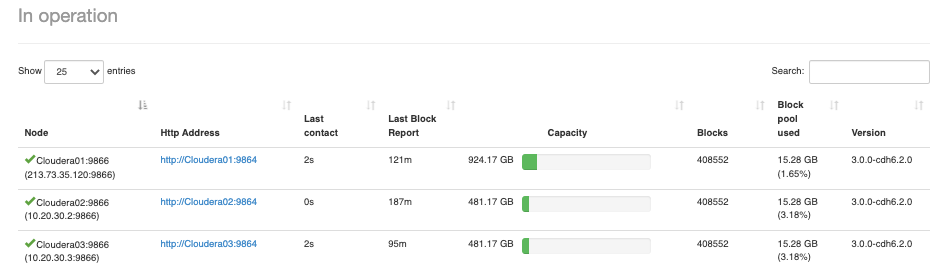 In operation
Show 25 entries Search:
Node Http Address Last contact Last Block Report Capacity Blocks Block pool used Version
Cloudera01:9866 http://Cloudera01:9864 2s 121m 924.17 GB 408552 15.28 GB 3.0.0-cdh6.2.0
(213.73.35.120:9866) (1.65%)
Cloudera02:9866 http://Cloudera02:9864 0s 187m 481.17 GB 408552 15.28 GB 3.0.0-cdh6.2.0
(10.20.30.2:9866) (3.18%)
Cloudera03:9866 http://Cloudera03:9864 2s 95m 481.17 GB 408552 15.28 GB 3.0.0-cdh6.2.0
(10.20.30.3:9866) (3.18%)